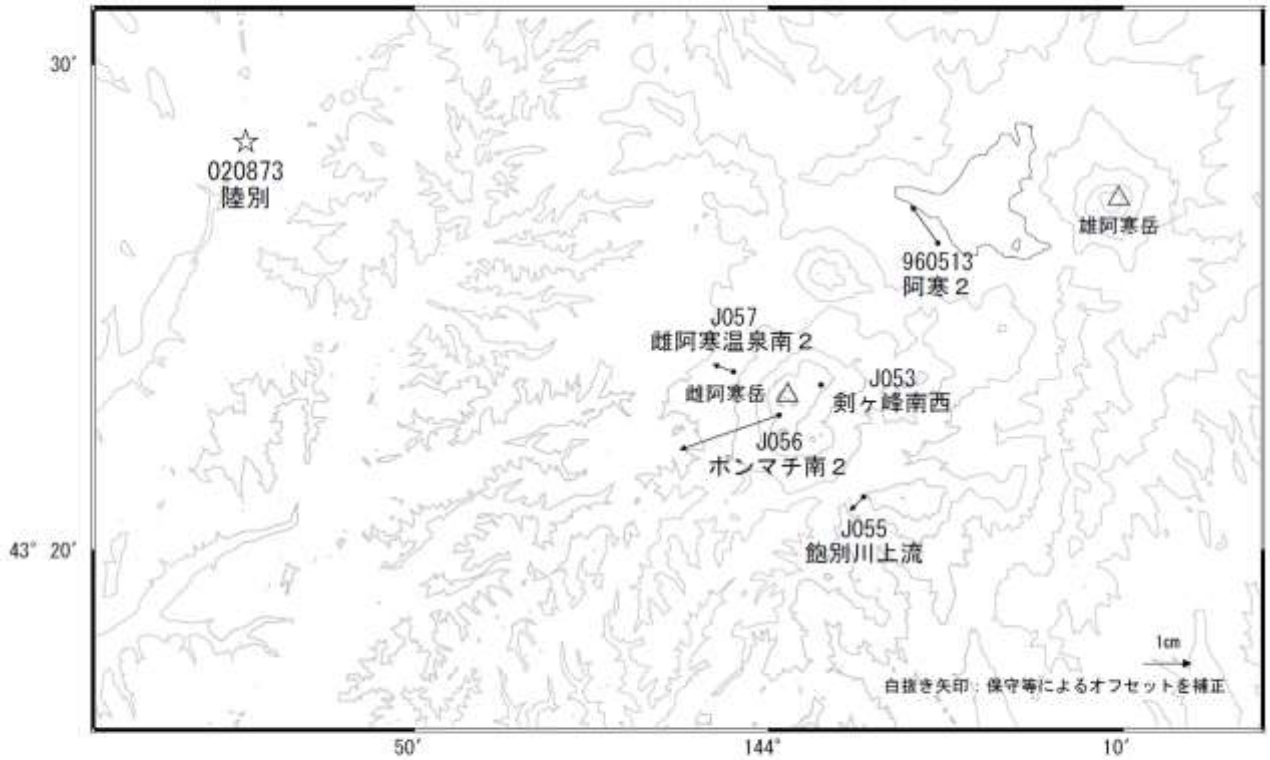 30′
020873
陸別
雄阿寒岳
960513
阿寒２
J057
雌阿寒温泉南２
雌阿寒岳
J053
剣ヶ峰南西
J056
ポンマチ南２
J055
飽別川上流
43° 20′
1cm
白抜き矢印：保守等によるオフセットを補正
50′
144°
10′